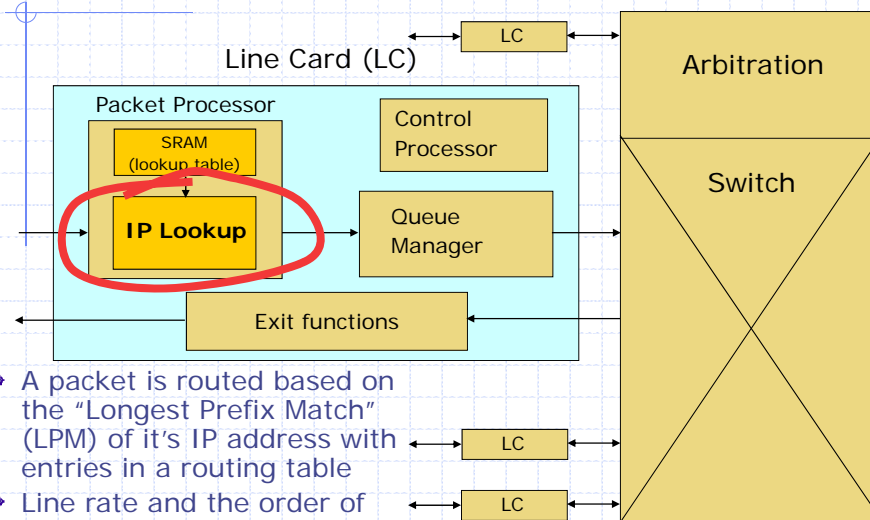 LC
Line Card (LC)
Arbitration
Packet Processor
SRAM
(lookup table)
Control
Processor
Switch
IP Lookup
Queue
Manager
Exit functions
A packet is routed based on
the “Longest Prefix Match”
(LPM) of it's IP address with
entries in a routing table
LC
Line rate and the order of
LC